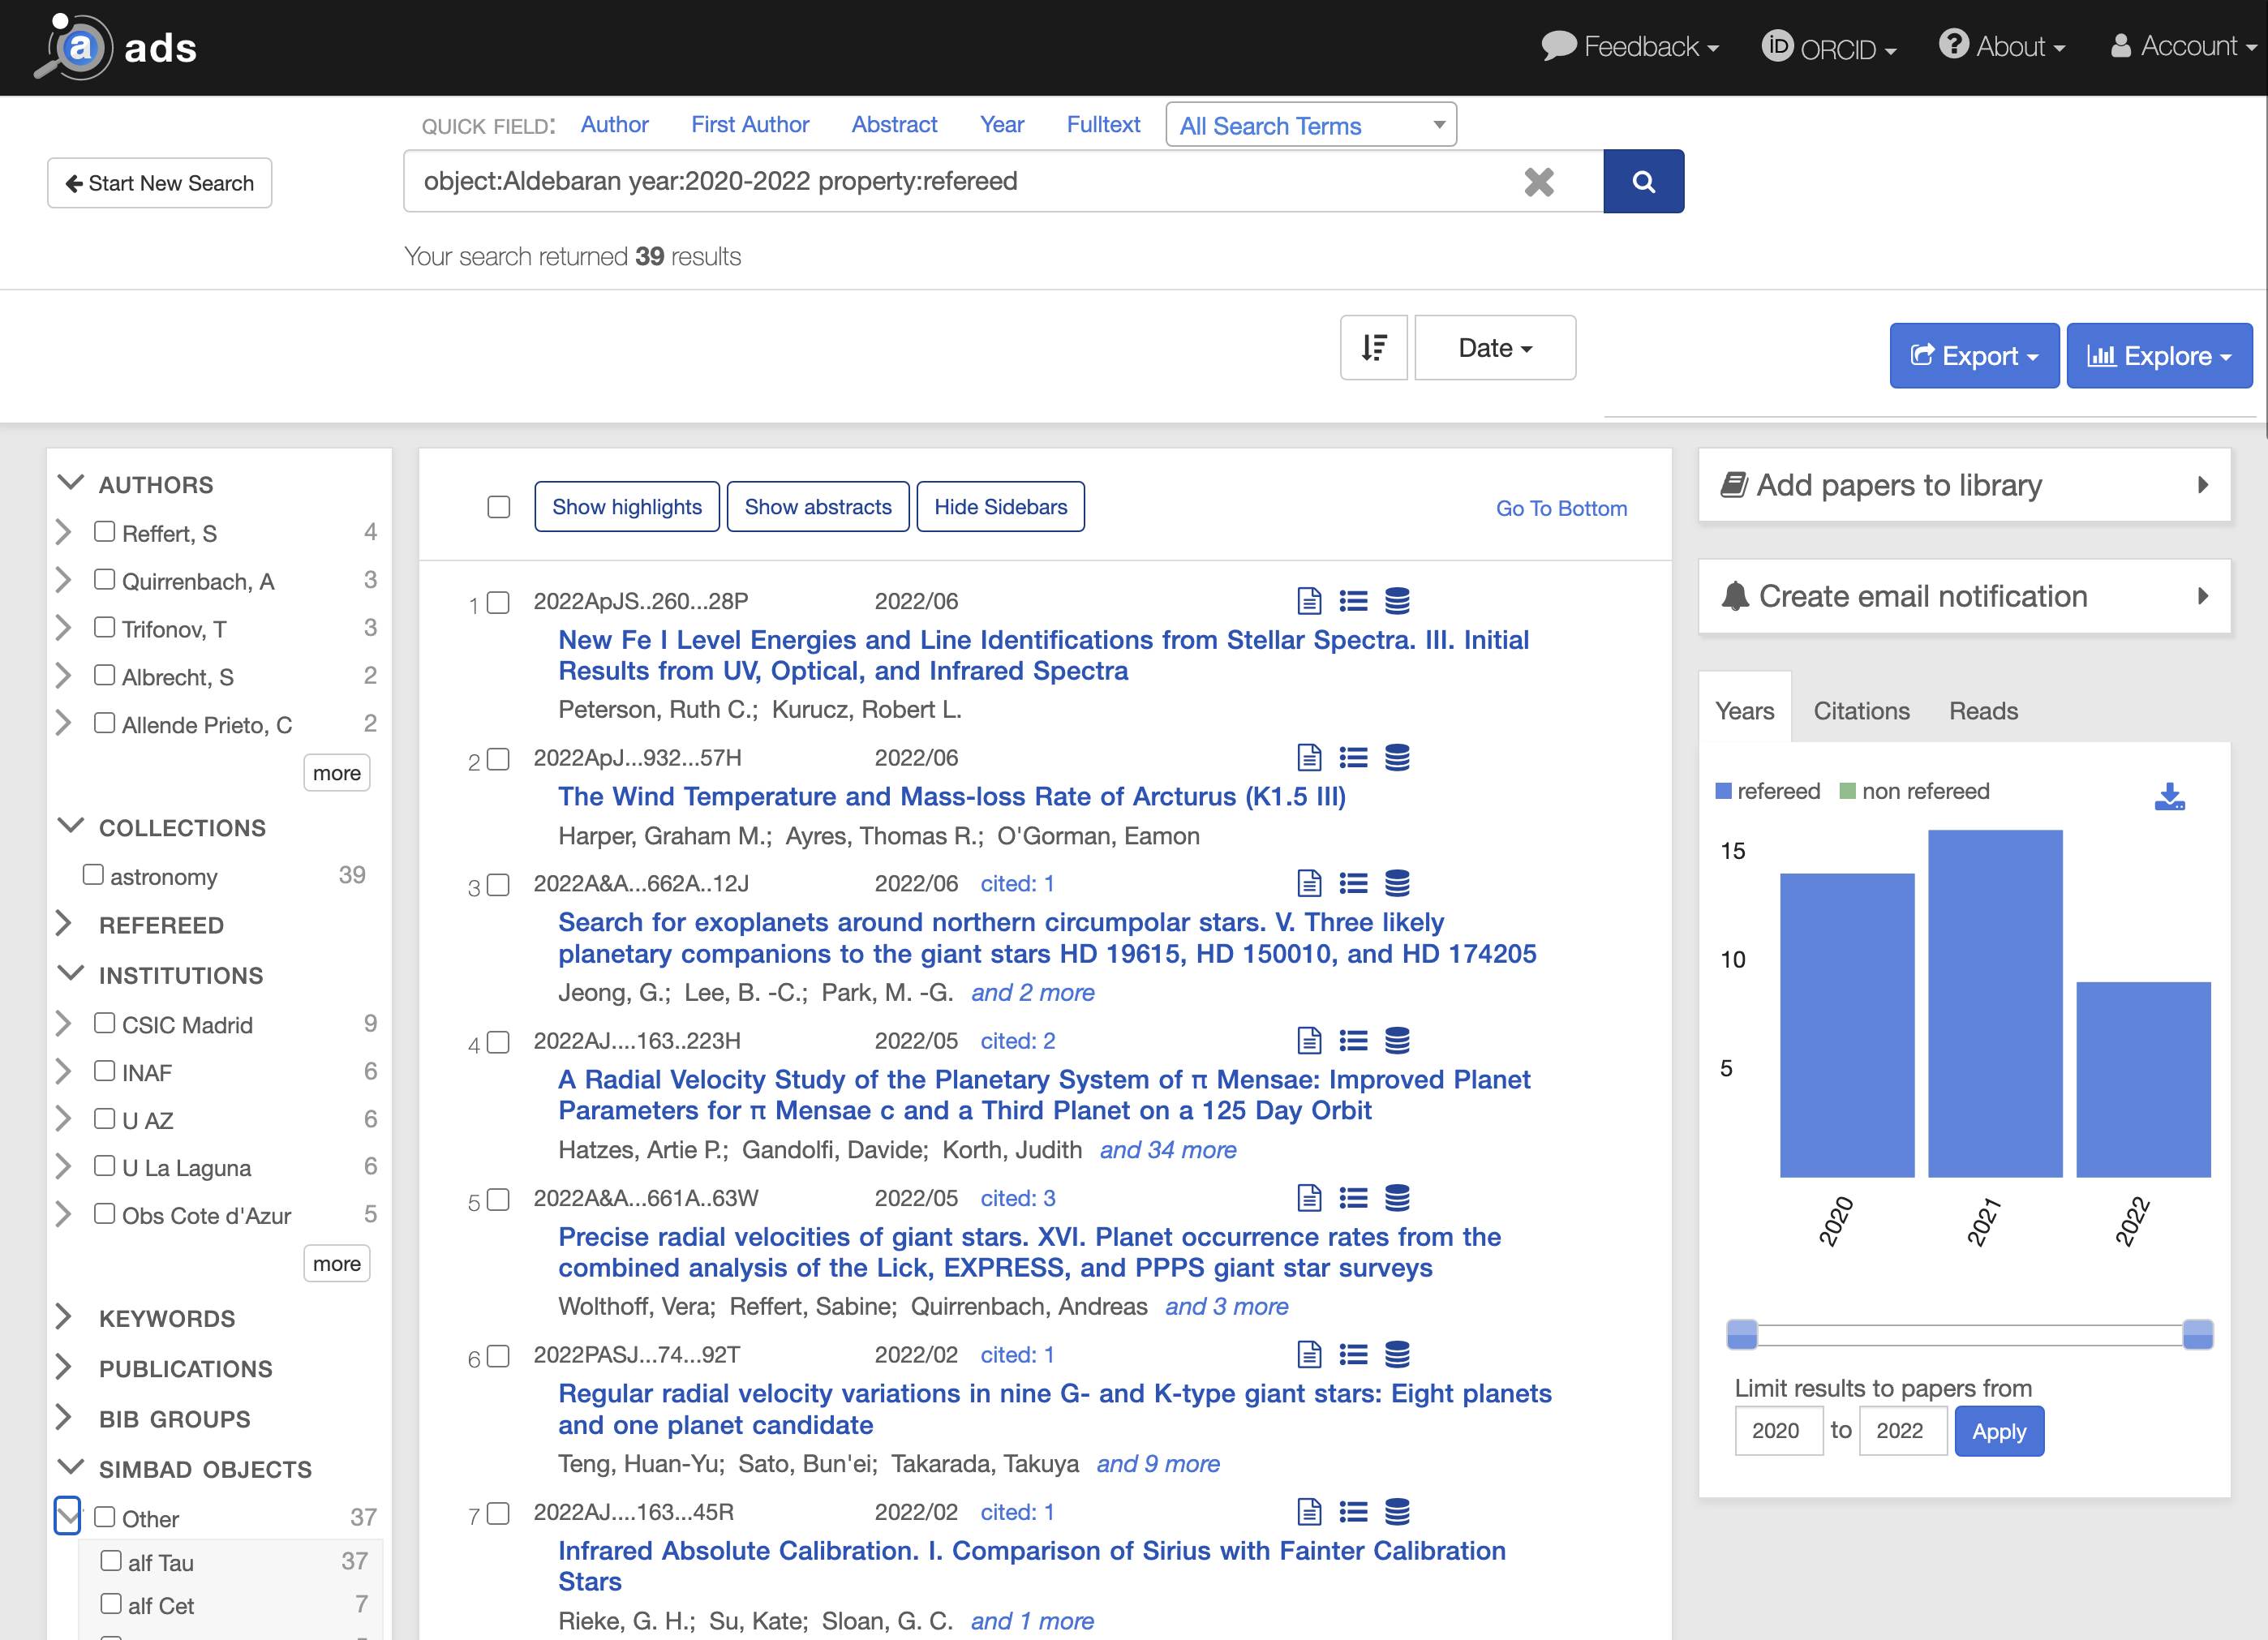 a ads
Feedback ORCID About Account
QUICK FIELD: Author First Author Abstract Year Fulltext All Search Terms
Start New Search
object:Aldebaran year:2020-2022 property:refereed
Your search returned 39 results
Date
Export Explore
AUTHORS
Reffert, S 4
Quirrenbach, A 3
Trifonov, T 3
Albrecht, S 2
Allende Prieto, C 2
more
COLLECTIONS
astronomy 39
REFEREED
INSTITUTIONS
CSIC Madrid 9
INAF 6
U AZ 6
U La Laguna 6
Obs Cote d'Azur 5
more
KEYWORDS
PUBLICATIONS
BIB GROUPS
SIMBAD OBJECTS
Other 37
alf Tau 37
alf Cet 7
Show highlights Show abstracts Hide Sidebars Go To Bottom
1 2022ApJS..260...28P 2022/06
New Fe I Level Energies and Line Identifications from Stellar Spectra. III. Initial
Results from UV, Optical, and Infrared Spectra
Peterson, Ruth C.; Kurucz, Robert L.
2 2022ApJ...932...57H 2022/06
The Wind Temperature and Mass-loss Rate of Arcturus (K1.5 III)
Harper, Graham M.; Ayres, Thomas R.; O'Gorman, Eamon
3 2022A&A...662A..12J 2022/06 cited: 1
Search for exoplanets around northern circumpolar stars. V. Three likely
planetary companions to the giant stars HD 19615, HD 150010, and HD 174205
Jeong, G.; Lee, B. -C.; Park, M. -G. and 2 more
4 2022AJ....163..223H 2022/05 cited: 2
A Radial Velocity Study of the Planetary System of π Mensae: Improved Planet
Parameters for π Mensae c and a Third Planet on a 125 Day Orbit
Hatzes, Artie P.; Gandolfi, Davide; Korth, Judith and 34 more
5 2022A&A...661A..63W 2022/05 cited: 3
Precise radial velocities of giant stars. XVI. Planet occurrence rates from the
combined analysis of the Lick, EXPRESS, and PPPS giant star surveys
Wolthoff, Vera; Reffert, Sabine; Quirrenbach, Andreas and 3 more
6 2022PASJ...74...92T 2022/02 cited: 1
Regular radial velocity variations in nine G- and K-type giant stars: Eight planets
and one planet candidate
Teng, Huan-Yu; Sato, Bun'ei; Takarada, Takuya and 9 more
7 2022AJ....163...45R 2022/02 cited: 1
Infrared Absolute Calibration. I. Comparison of Sirius with Fainter Calibration
Stars
Rieke, G. H.; Su, Kate; Sloan, G. C. and 1 more
Add papers to library
Create email notification
Years Citations Reads
refereed non refereed
15
10
5
2020 2021 2022
Limit results to papers from
2020 to 2022 Apply